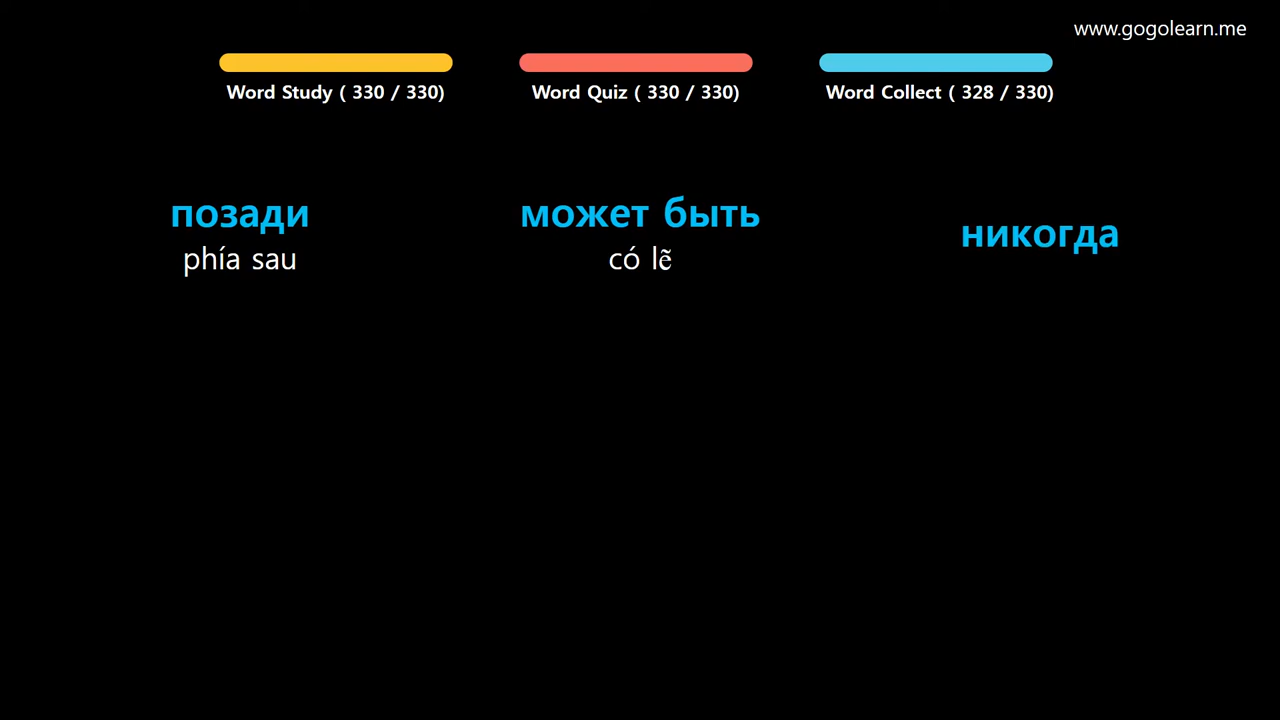 www.gogolearn.me
Word Study ( 330 / 330)
Word Quiz ( 330 / 330)
Word Collect ( 328 / 330)
позади
phía sau
может быть
có lẽ
никогда